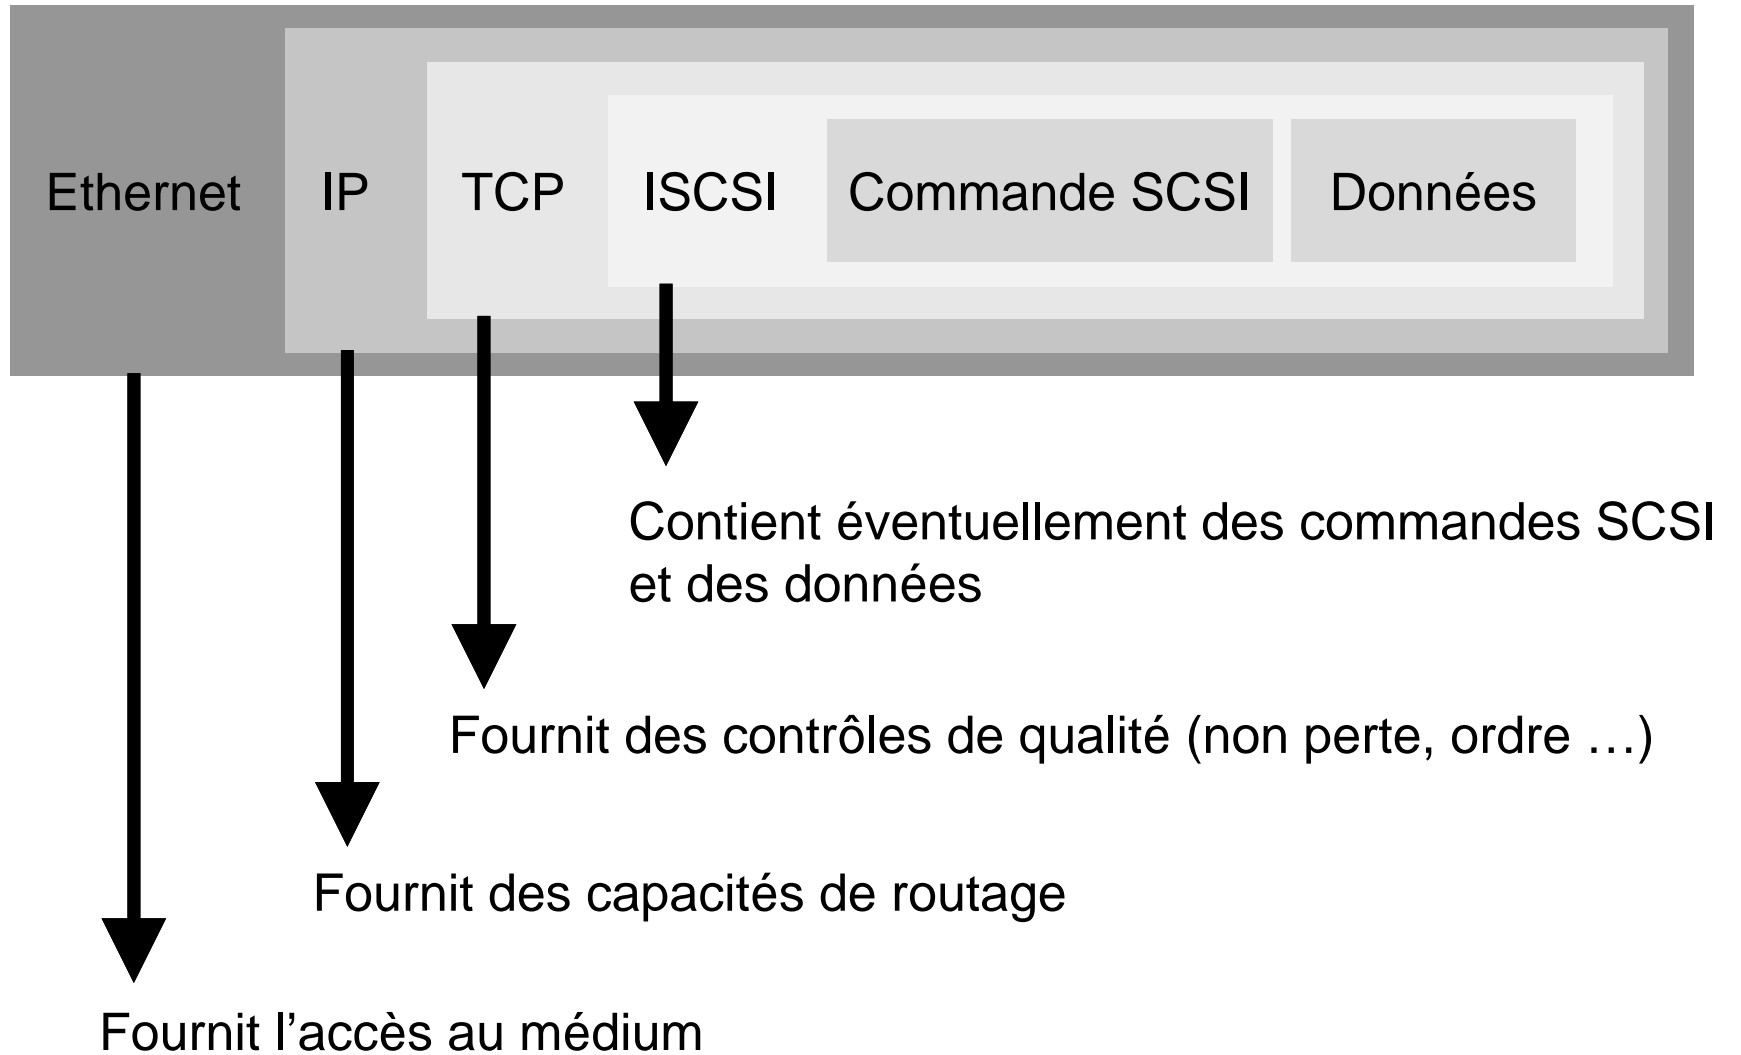 Ethernet IP TCP ISCSI Commande SCSI Données
Contient éventuellement des commandes SCSI
et des données
Fournit des contrôles de qualité (non perte, ordre …)
Fournit des capacités de routage
Fournit l’accès au médium